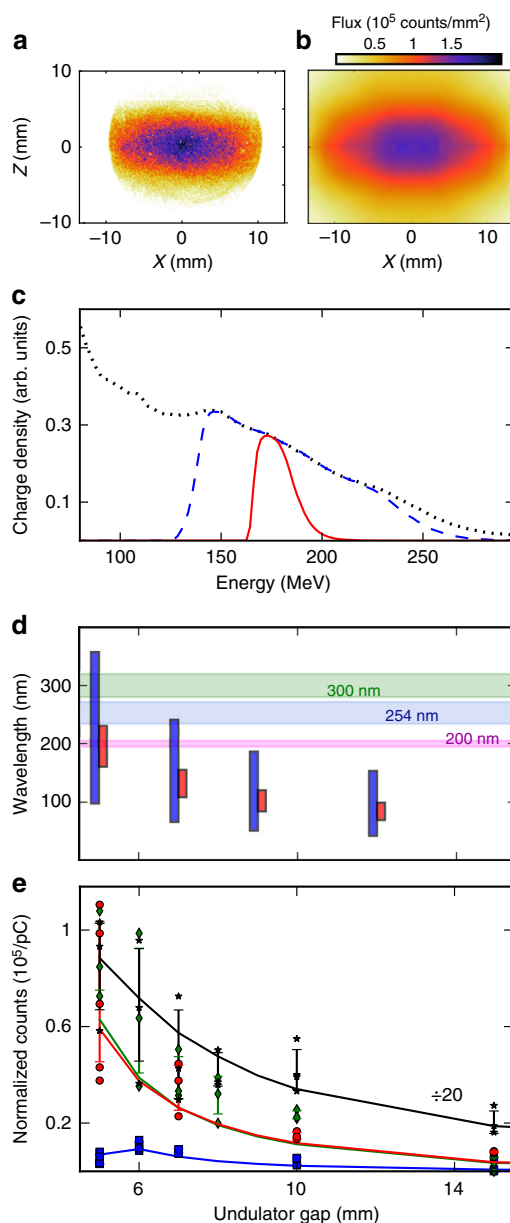 a
b
Flux (10⁵ counts/mm²)
0.5 1 1.5
10
0
−10
Z (mm)
−10 0 10
X (mm)
−10 0 10
X (mm)
c
0.5
0.3
0.1
Charge density (arb. units)
100 150 200 250
Energy (MeV)
d
300
200
100
Wavelength (nm)
300 nm
254 nm
200 nm
e
1
0.6
0.2
Normalized counts (10⁵/pC)
÷20
6 10 14
Undulator gap (mm)